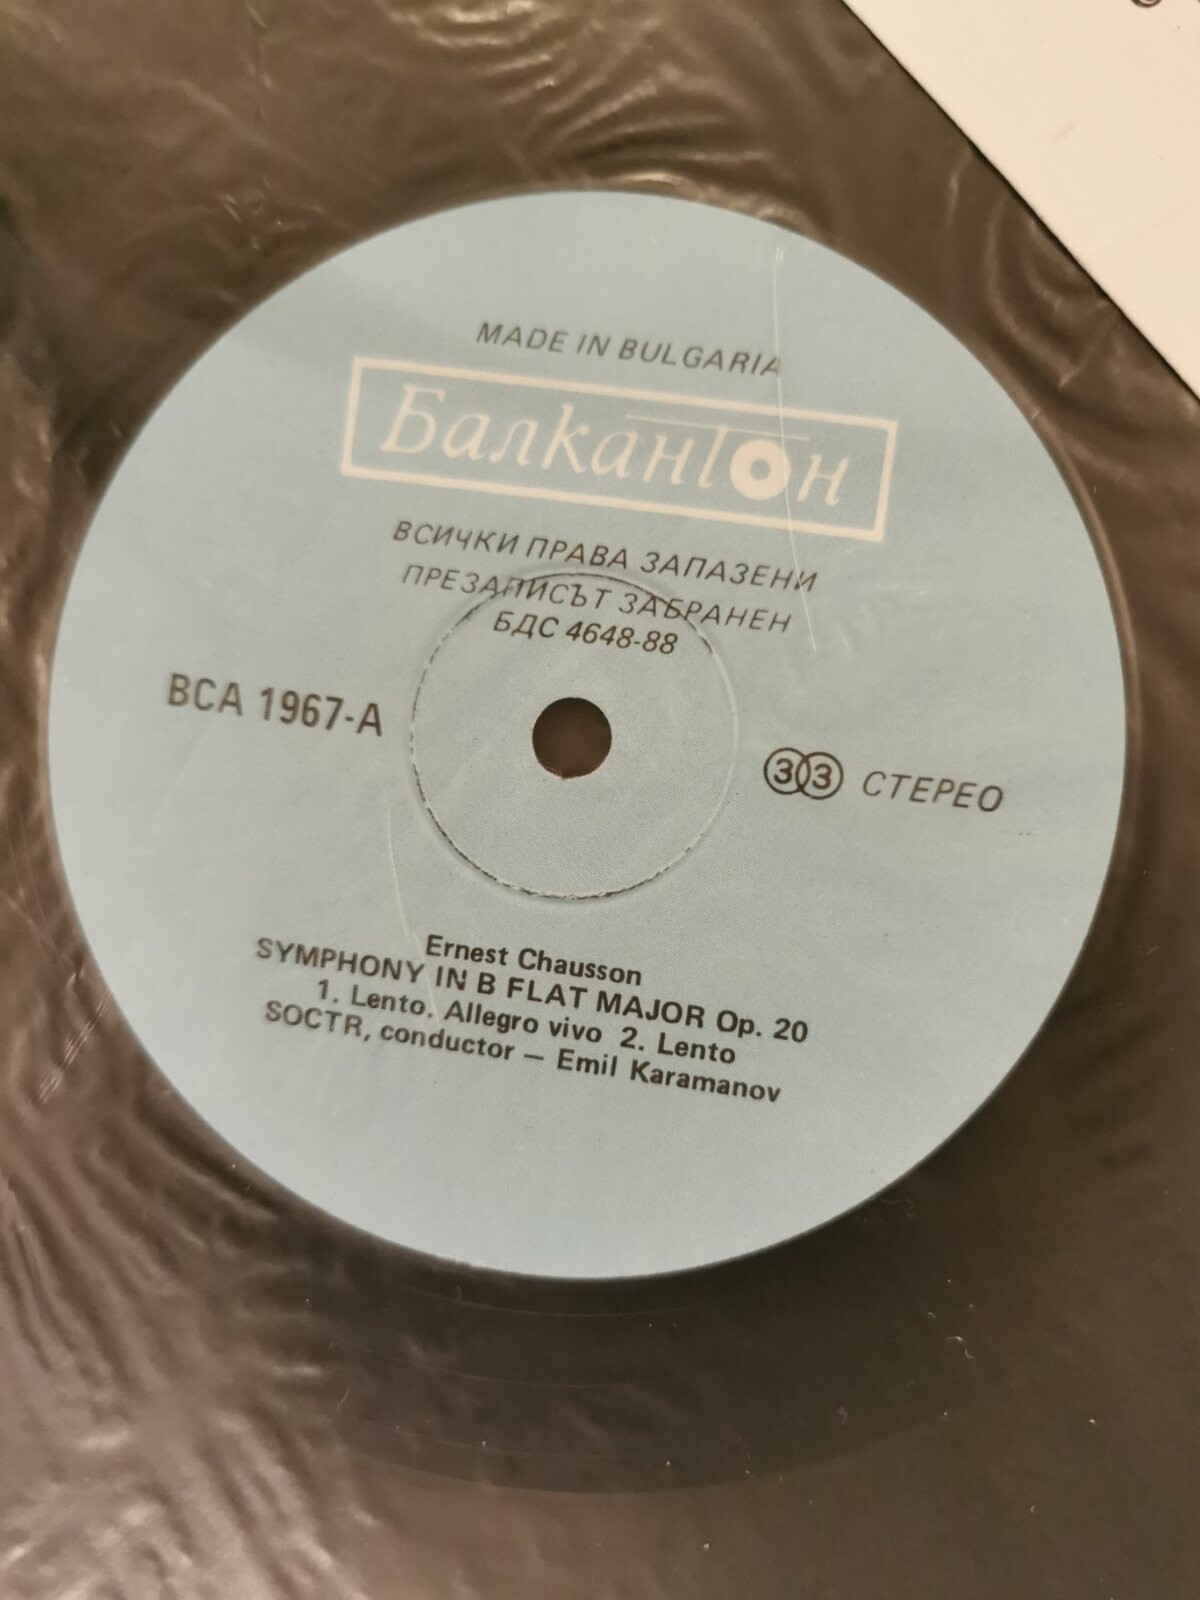 MADE IN BULGARIA
Балкантон
ВСИЧКИ ПРАВА ЗАПАЗЕНИ
ПРЕЗАПИСЪТ ЗАБРАНЕН
БДС 4648-88
ВСА 1967-А
33 СТЕРЕО
Ernest Chausson
SYMPHONY IN B FLAT MAJOR Op. 20
1. Lento. Allegro vivo 2. Lento
SOCTR, conductor – Emil Karamanov